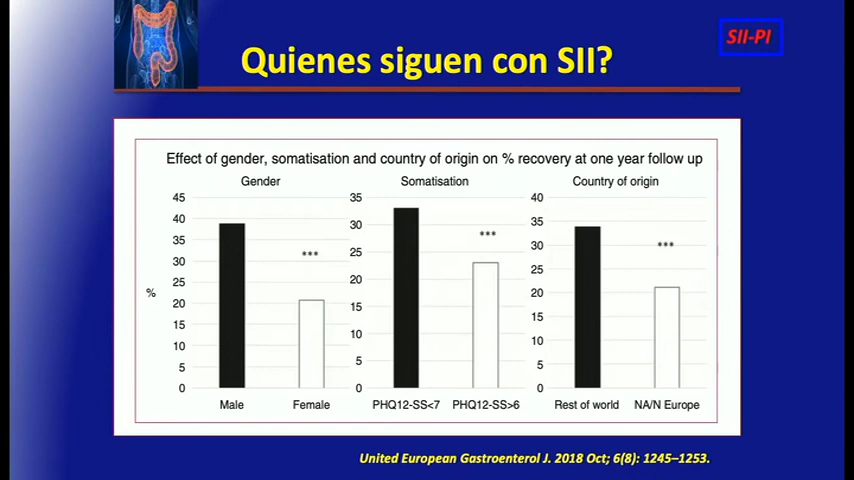 Quienes siguen con SII?
SII-PI
Effect of gender, somatisation and country of origin on % recovery at one year follow up
Gender
45
40
35
30
25
20
15
10
5
0
%
***
Male
Female
Somatisation
35
30
25
20
15
10
5
0
***
PHQ12-SS<7
PHQ12-SS>6
Country of origin
40
35
30
25
20
15
10
5
0
***
Rest of world
NA/N Europe
United European Gastroenterol J. 2018 Oct; 6(8): 1245–1253.